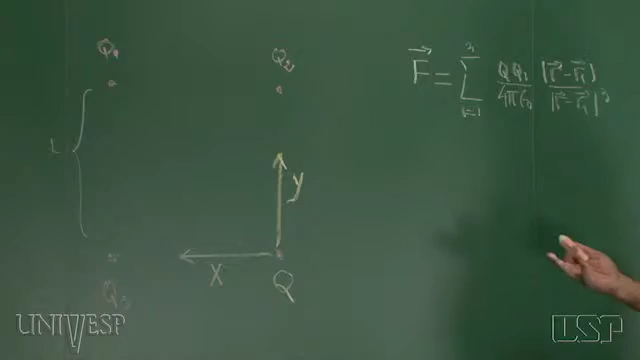 Q₁
Q₂
L
y
x
Q₃
Q
F⃗ = Σ QQᵢ/4πε₀ (r⃗ - r⃗ᵢ)/|r⃗ - r⃗ᵢ|³
i=1
UNIVESP
USP